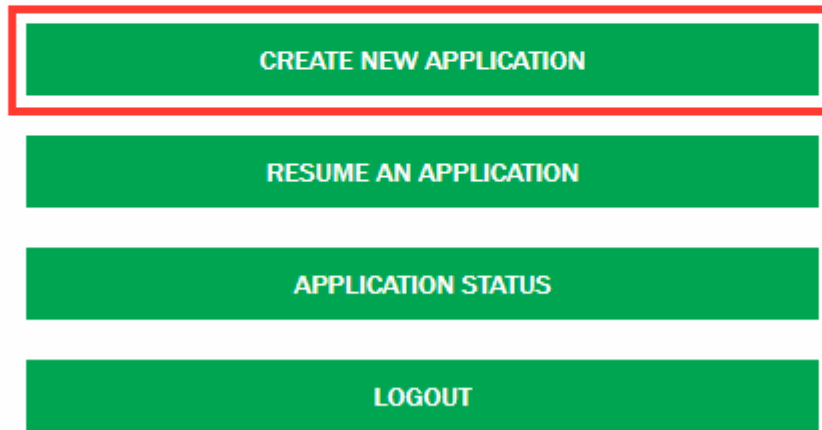 CREATE NEW APPLICATION
RESUME AN APPLICATION
APPLICATION STATUS
LOGOUT